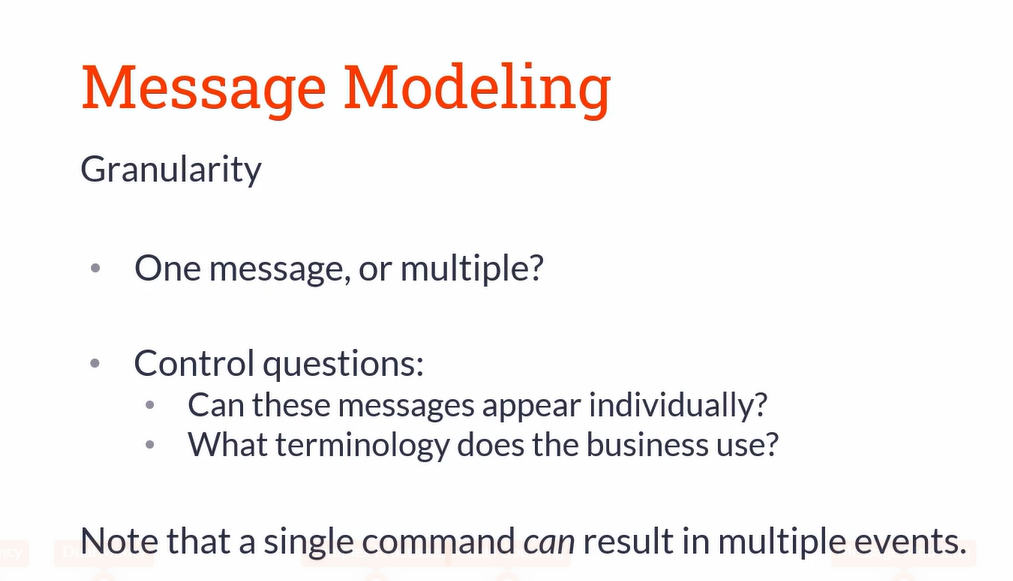 Message Modeling
Granularity
• One message, or multiple?
• Control questions:
• Can these messages appear individually?
• What terminology does the business use?
Note that a single command can result in multiple events.